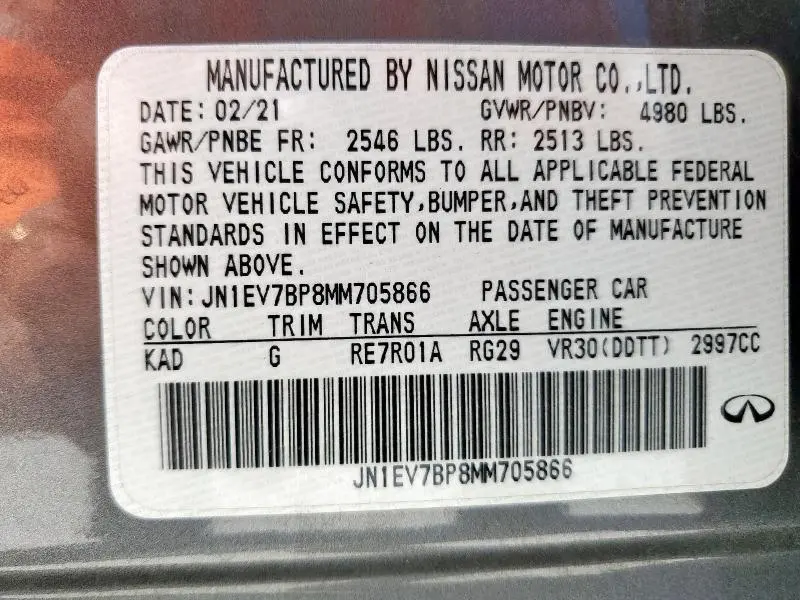 MANUFACTURED BY NISSAN MOTOR CO.,LTD.
DATE: 02/21 GVWR/PNBV: 4980 LBS.
GAWR/PNBE FR: 2546 LBS. RR: 2513 LBS.
THIS VEHICLE CONFORMS TO ALL APPLICABLE FEDERAL
MOTOR VEHICLE SAFETY,BUMPER,AND THEFT PREVENTION
STANDARDS IN EFFECT ON THE DATE OF MANUFACTURE
SHOWN ABOVE.
VIN: JN1EV7BP8MM705866 PASSENGER CAR
COLOR TRIM TRANS AXLE ENGINE
KAD G RE7R01A RG29 VR30(DDTT) 2997CC
JN1EV7BP8MM705866